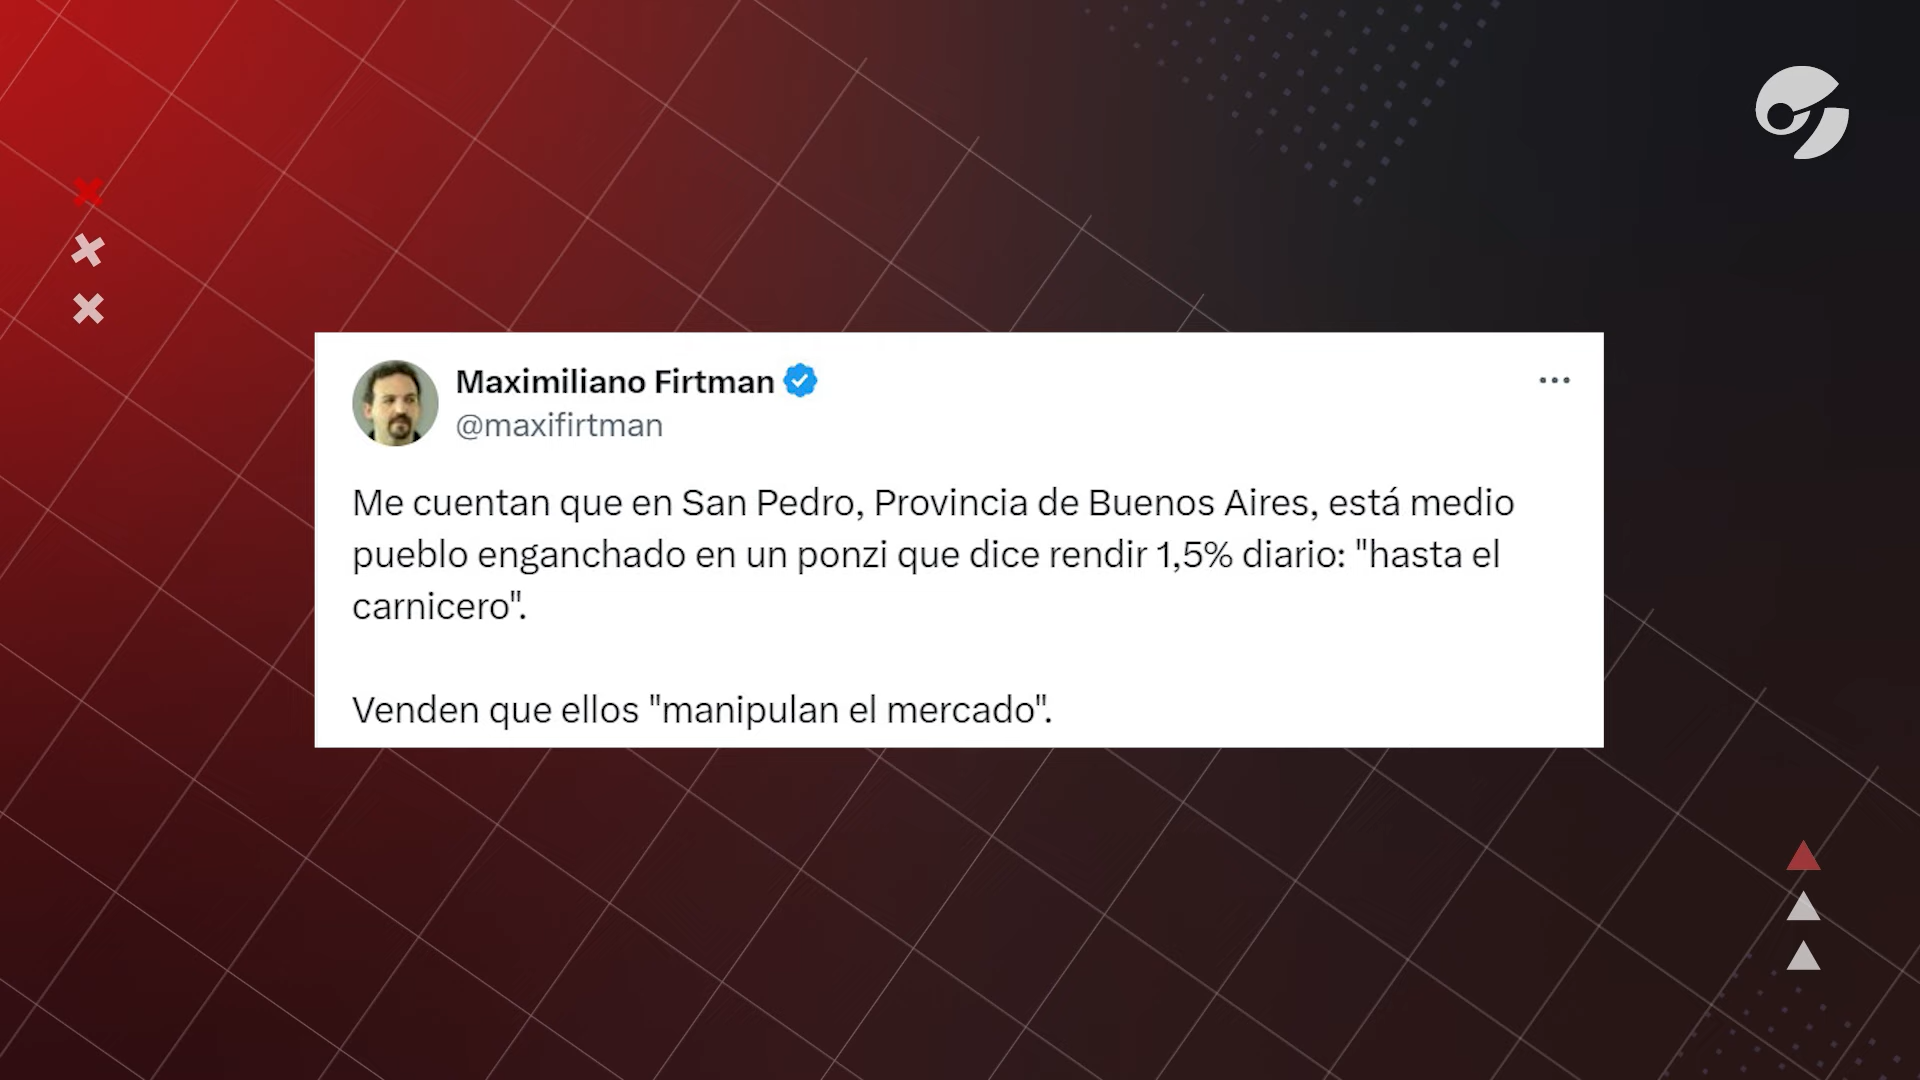 Maximiliano Firtman
@maxifirtman
Me cuentan que en San Pedro, Provincia de Buenos Aires, está medio
pueblo enganchado en un ponzi que dice rendir 1,5% diario: "hasta el
carnicero".
Venden que ellos "manipulan el mercado".